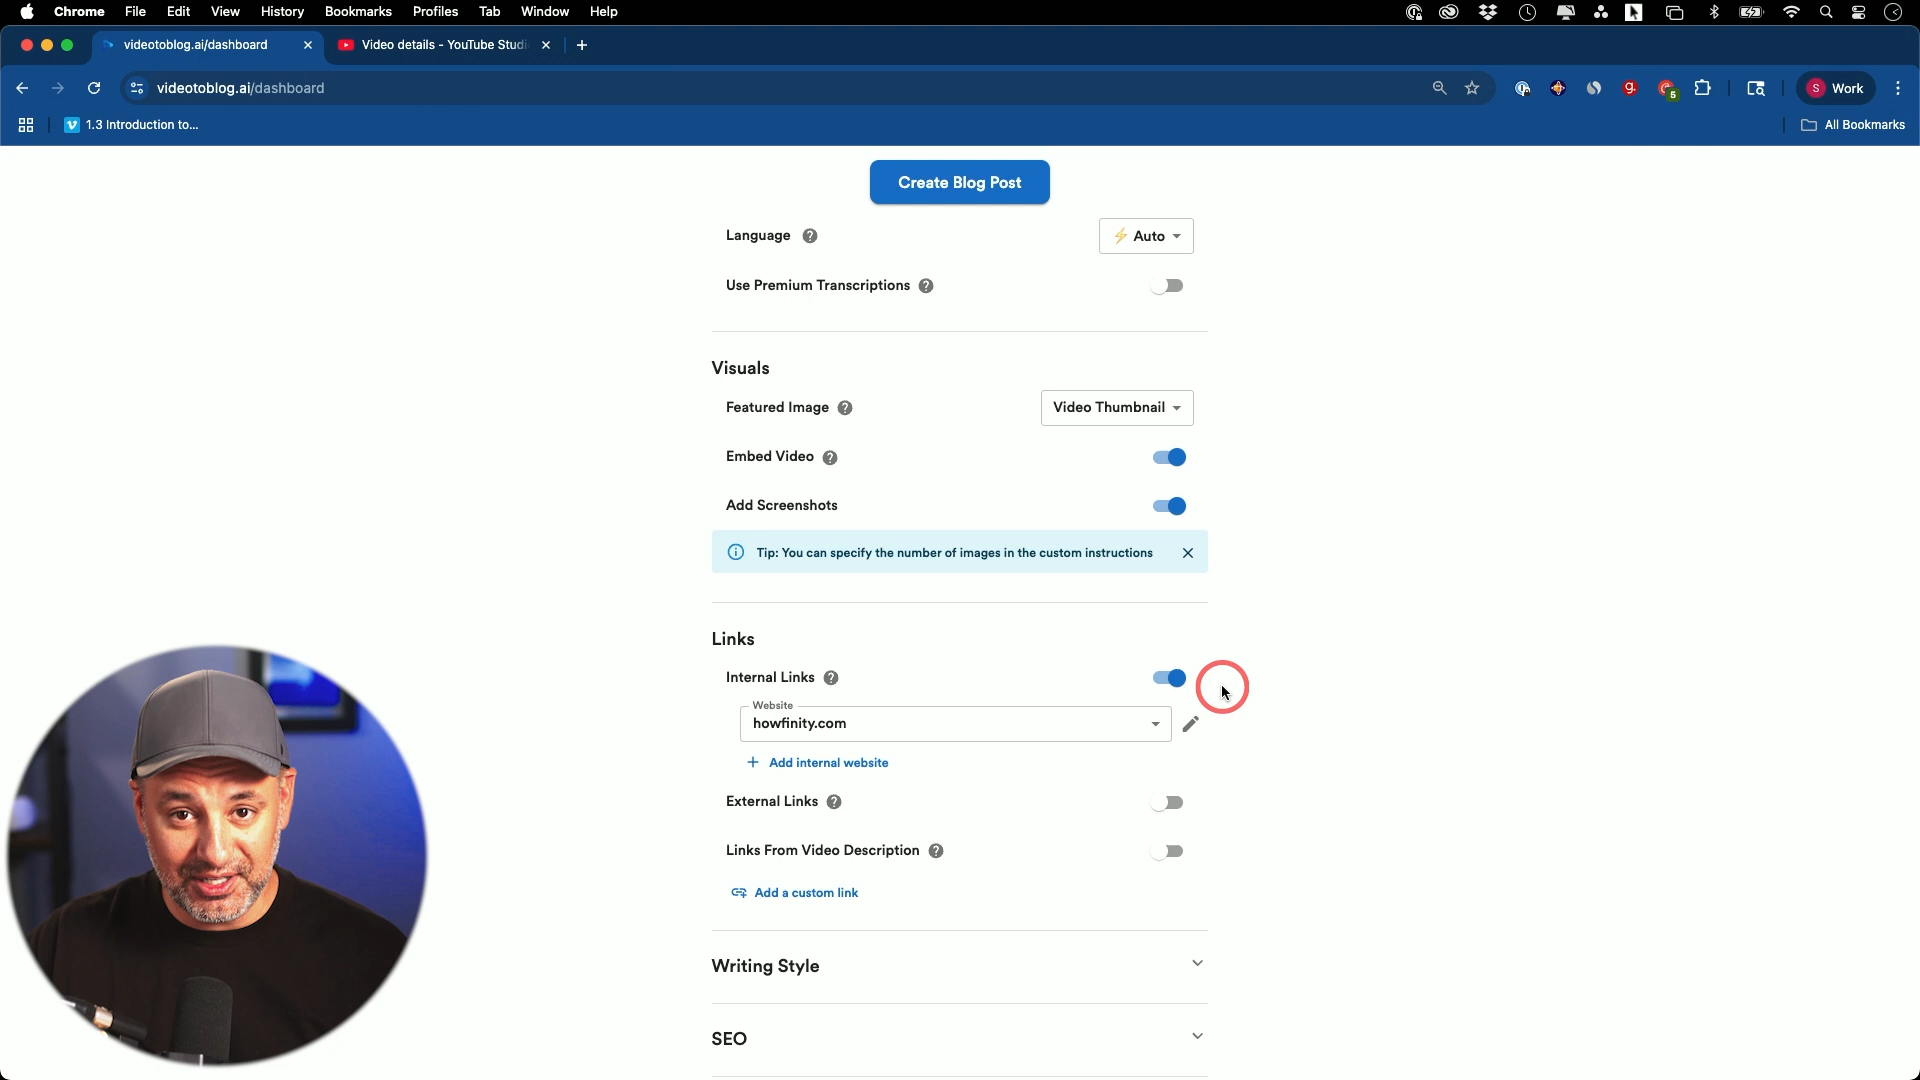 Chrome File Edit View History Bookmarks Profiles Tab Window Help
videotoblog.ai/dashboard
Video details - YouTube Studi
videotoblog.ai/dashboard
5
S Work
1.3 Introduction to...
All Bookmarks
Create Blog Post
Language ?
⚡ Auto
Use Premium Transcriptions ?
Visuals
Featured Image ?
Video Thumbnail
Embed Video ?
Add Screenshots
Tip: You can specify the number of images in the custom instructions
Links
Internal Links ?
Website
howfinity.com
+ Add internal website
External Links ?
Links From Video Description ?
Add a custom link
Writing Style
SEO